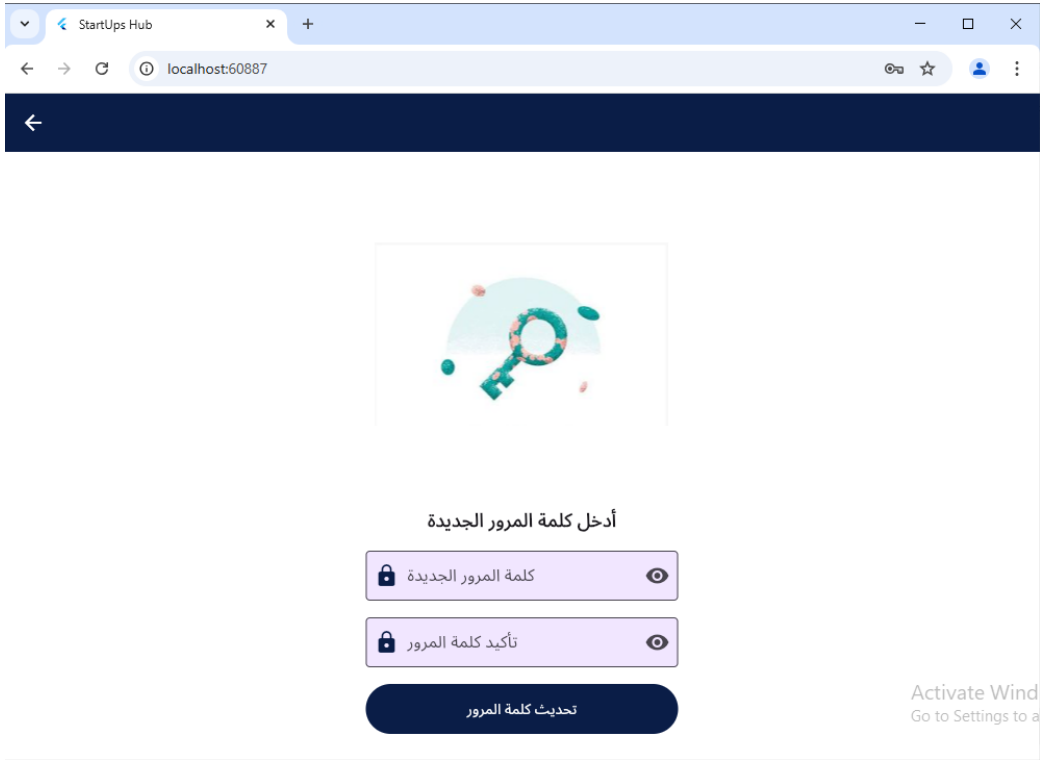 StartUps Hub
localhost:60887
أدخل كلمة المرور الجديدة
كلمة المرور الجديدة
تأكيد كلمة المرور
تحديث كلمة المرور
Activate Wind
Go to Settings to a